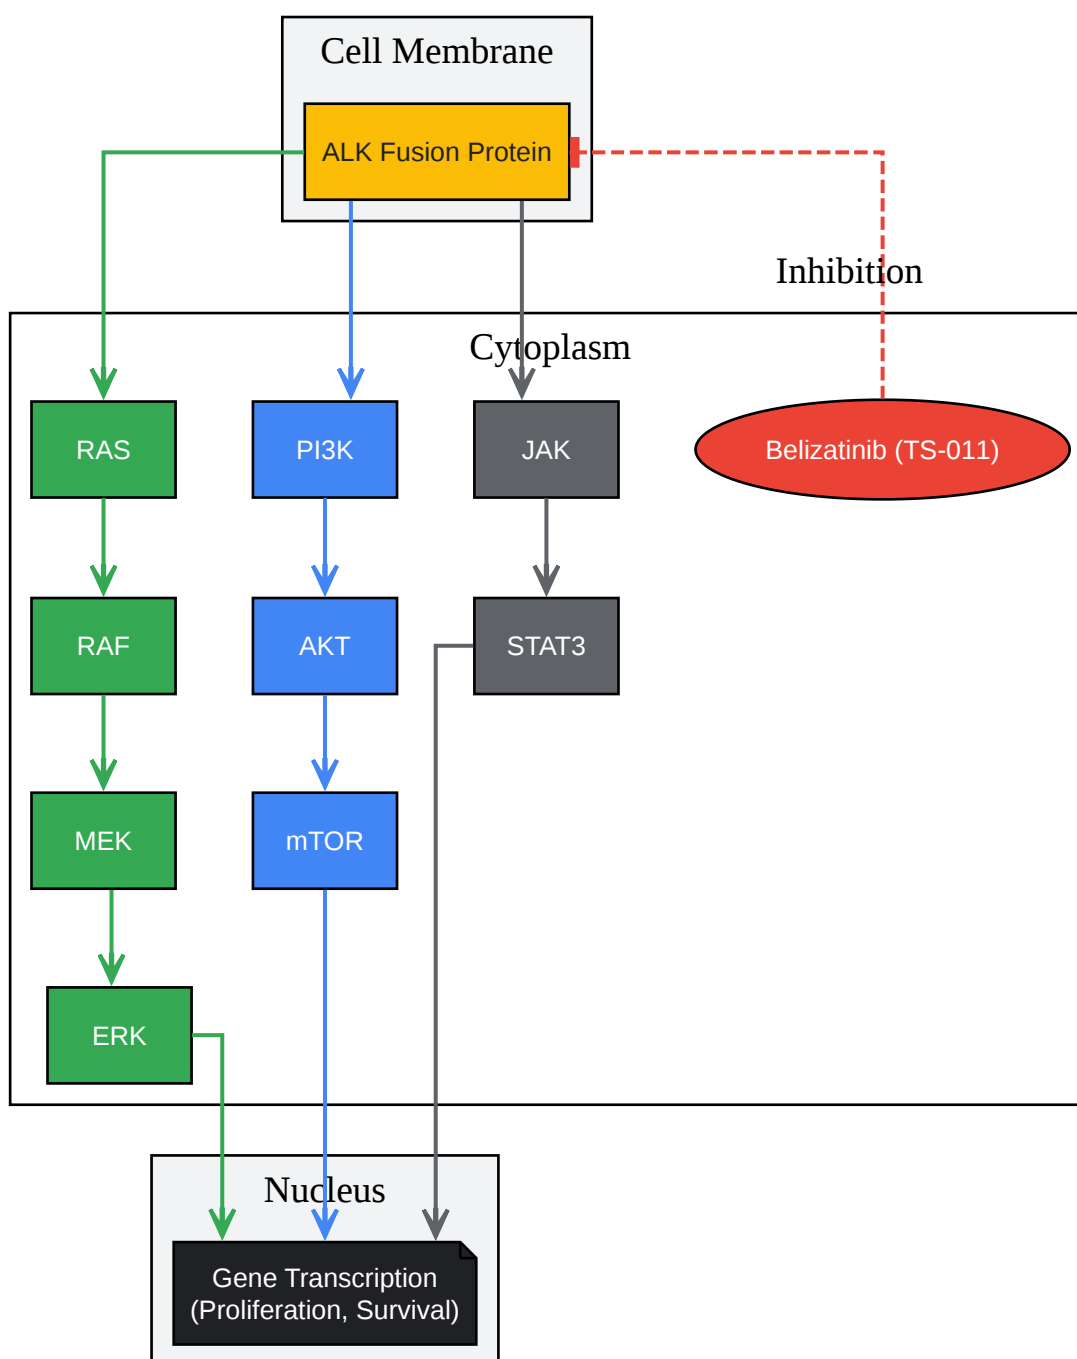 Cell Membrane
ALK Fusion Protein
Inhibition
Cytoplasm
RAS
PI3K
JAK
Belizatinib (TS-011)
RAF
AKT
STAT3
MEK
mTOR
ERK
Nucleus
Gene Transcription
(Proliferation, Survival)